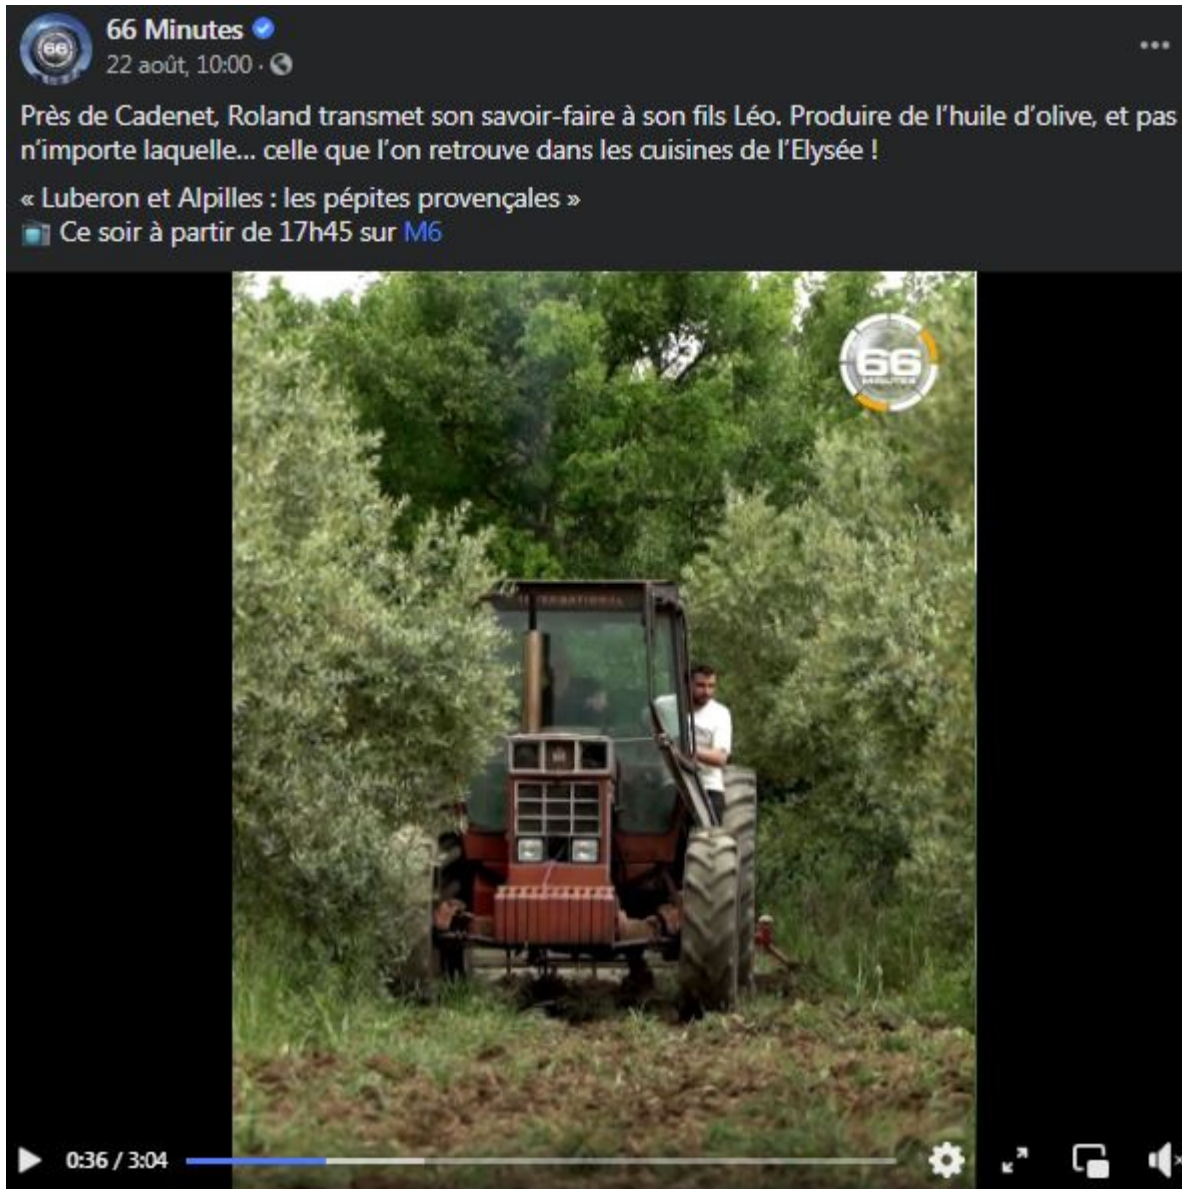 66 Minutes
22 août, 10:00 ·
Près de Cadenet, Roland transmet son savoir-faire à son fils Léo. Produire de l'huile d'olive, et pas
n'importe laquelle... celle que l'on retrouve dans les cuisines de l'Elysée !
« Luberon et Alpilles : les pépites provençales »
Ce soir à partir de 17h45 sur M6
66
MINUTES
INTERNATIONAL
0:36 / 3:04